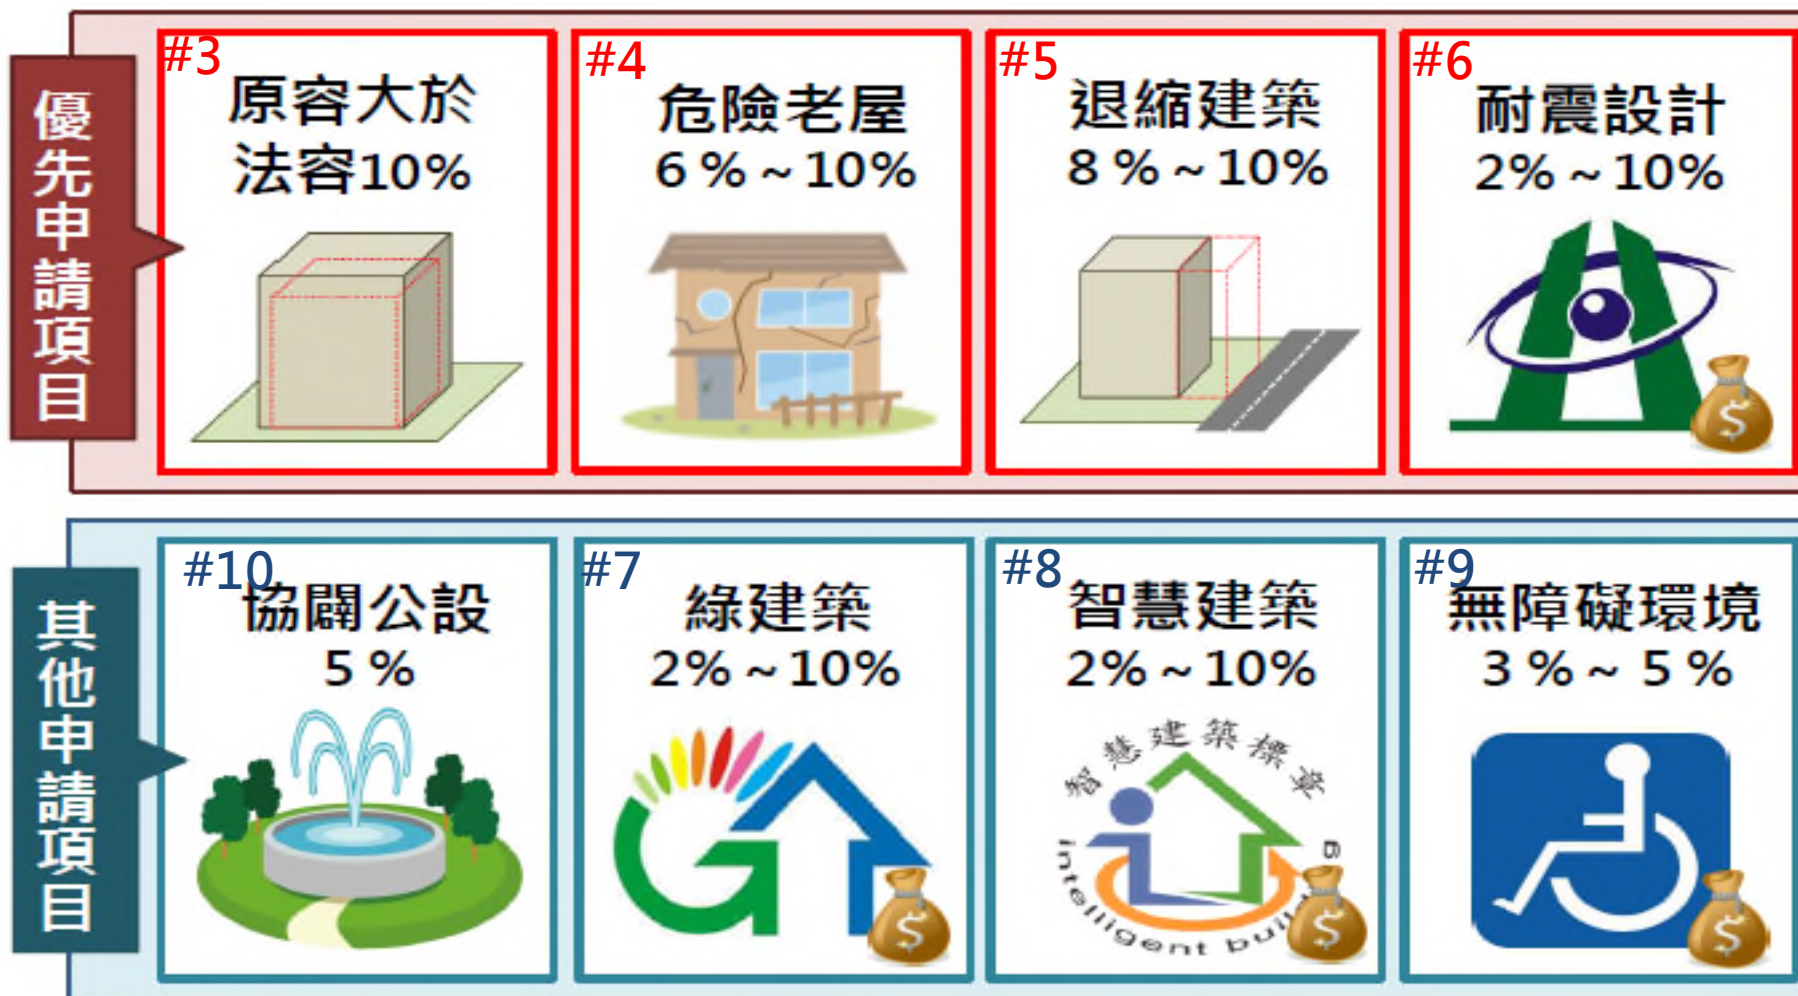 優先申請項目
#3
原容大於
法容10%
#4
危險老屋
6 % ~ 10%
#5
退縮建築
8 % ~ 10%
#6
耐震設計
2% ~ 10%
$
其他申請項目
#10
協闢公設
5 %
#7
綠建築
2% ~ 10%
$
#8
智慧建築
2% ~ 10%
智慧建築標章
intelligent build
$
#9
無障礙環境
3 % ~ 5 %
$